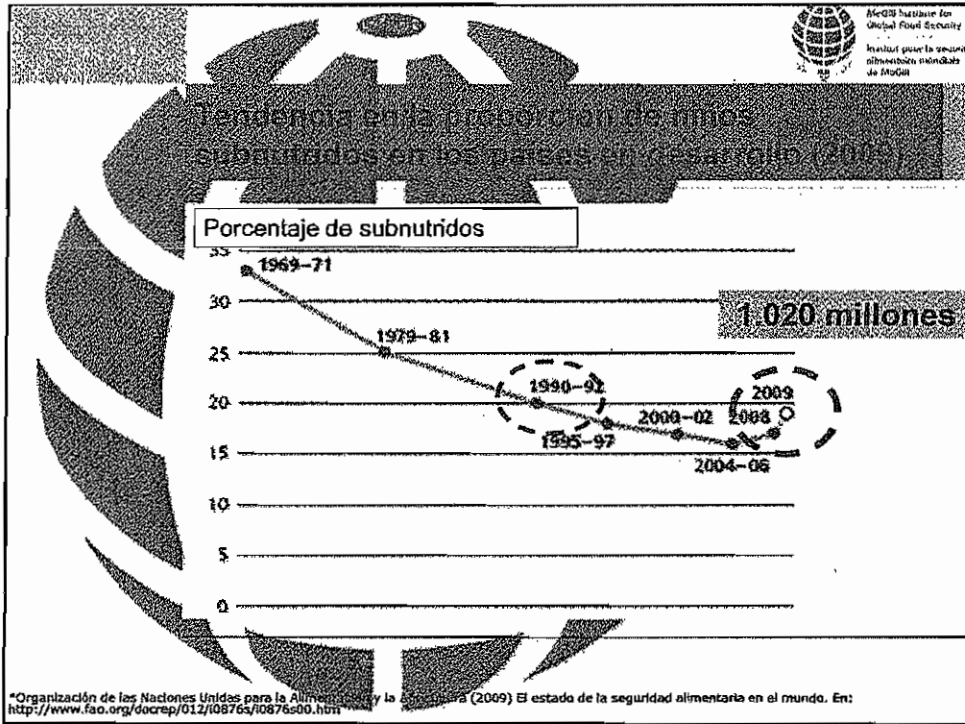 McGill Institute for
Global Food Security
Institut pour la sécurité
alimentaire mondiale
de McGill
Tendencia en la proporción de niños
subnutridos en los países en desarrollo (2009)
Porcentaje de subnutridos
35
1969–71
30
1.020 millones
1979–81
25
1990–92
2009
20
2000–02
2008
1995–97
15
2004–06
10
5
0
*Organización de las Naciones Unidas para la Alimentación y la Agricultura (2009) El estado de la seguridad alimentaria en el mundo. En:
http://www.fao.org/docrep/012/i0876s/i0876s00.htm